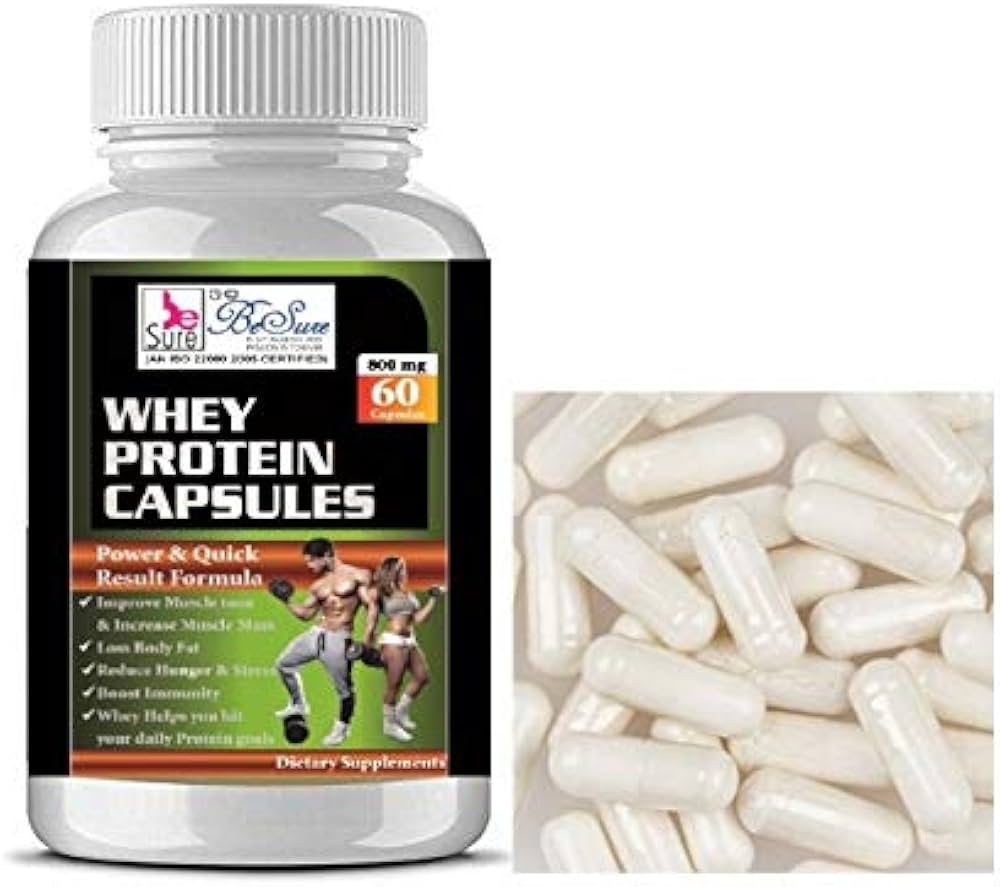 e
Sure
BeSure
(AN ISO 22000 2005 CERTIFIED)
800 mg
60
Capsules
WHEY
PROTEIN
CAPSULES
Power & Quick
Result Formula
✓ Improve Muscle tone
& Increase Muscle Mass
✓ Loss Body Fat
✓ Reduce Hunger & Stress
✓ Boost Immunity
✓ Whey Helps you hit
your daily Protein goals
Dietary Supplements